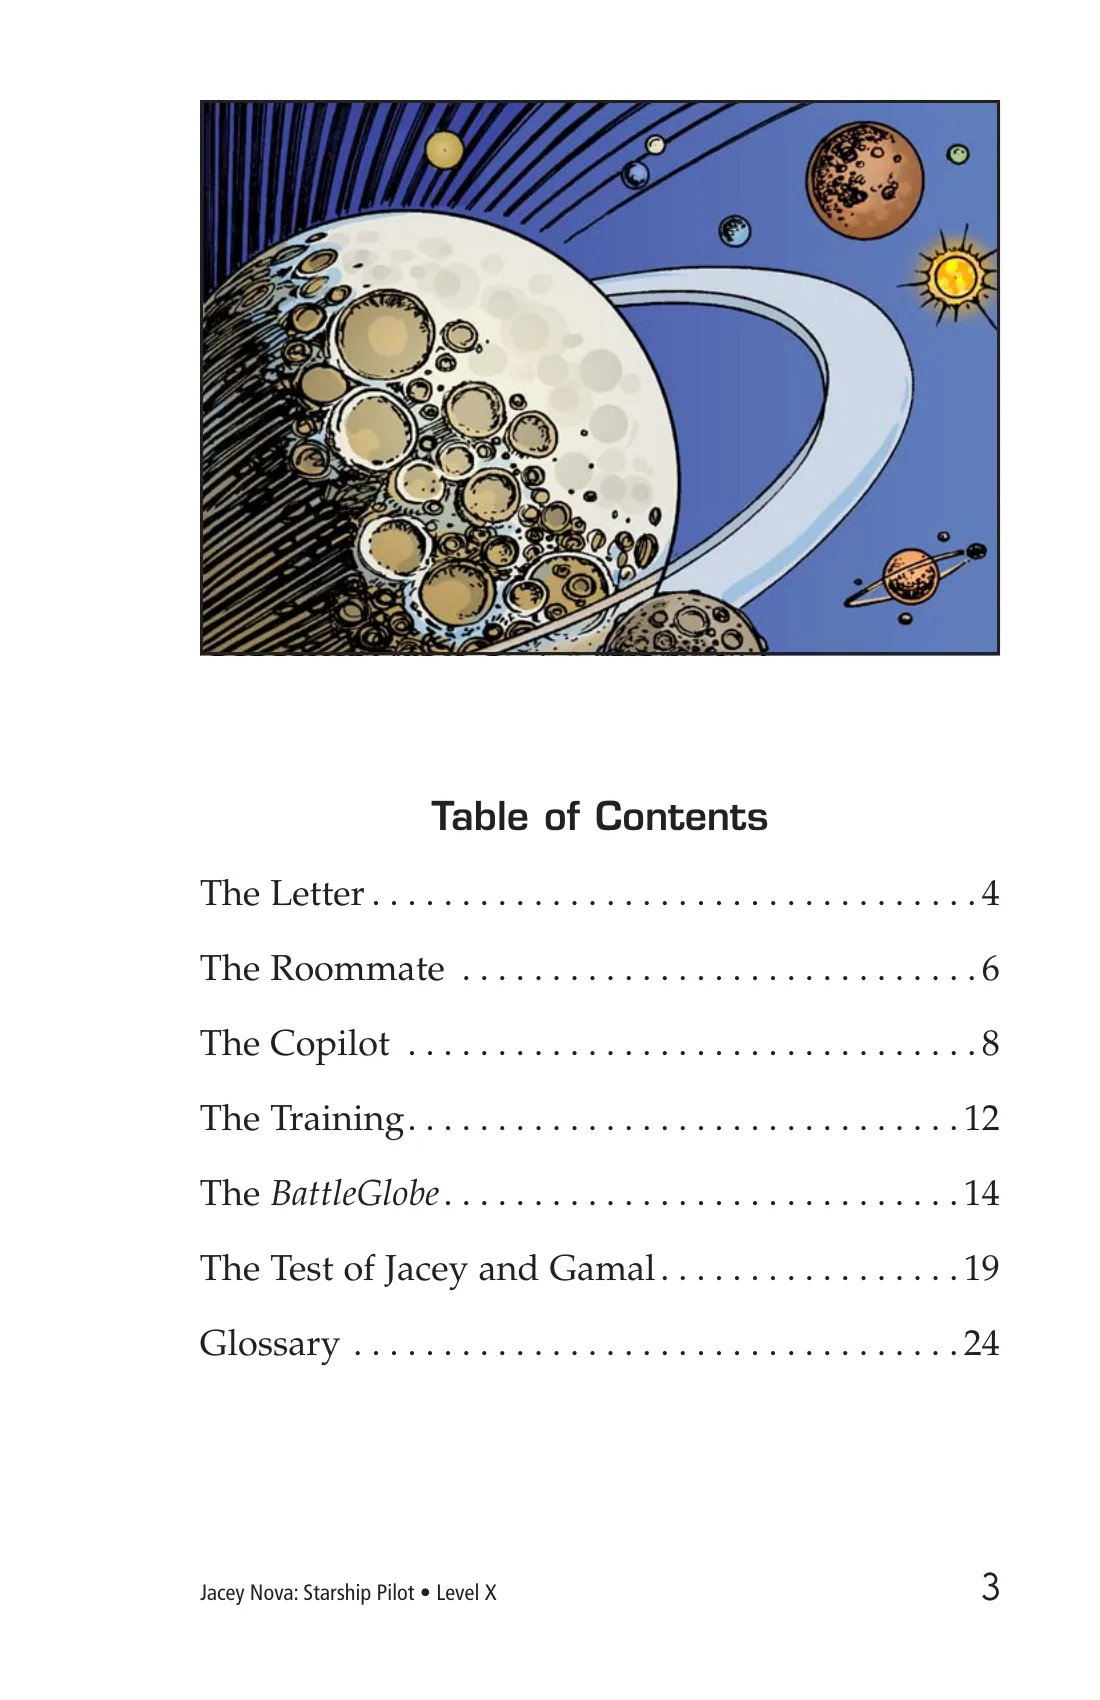 Table of Contents
The Letter . . . . . . . . . . . . . . . . . . . . . . . . . . . . . . . . . . 4
The Roommate . . . . . . . . . . . . . . . . . . . . . . . . . . . . . 6
The Copilot . . . . . . . . . . . . . . . . . . . . . . . . . . . . . . . . 8
The Training . . . . . . . . . . . . . . . . . . . . . . . . . . . . . . . 12
The BattleGlobe . . . . . . . . . . . . . . . . . . . . . . . . . . . . . 14
The Test of Jacey and Gamal . . . . . . . . . . . . . . . . . 19
Glossary . . . . . . . . . . . . . . . . . . . . . . . . . . . . . . . . . . 24
Jacey Nova: Starship Pilot • Level X 3